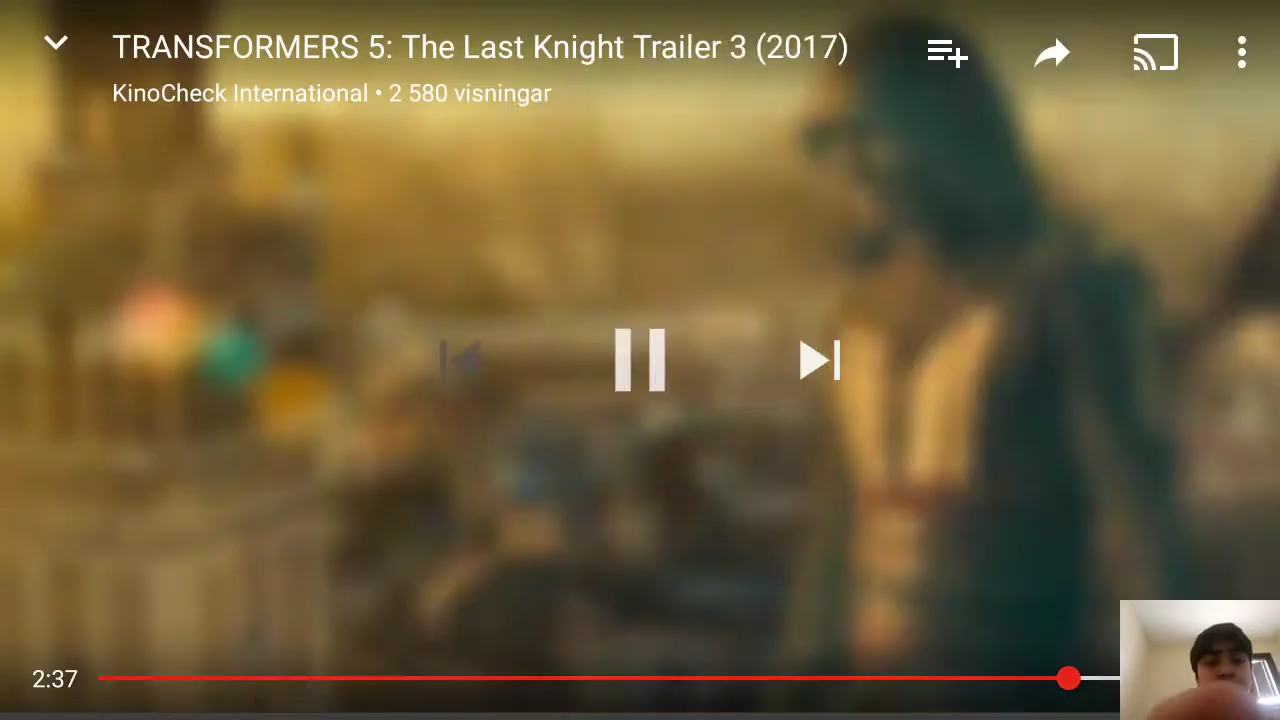 TRANSFORMERS 5: The Last Knight Trailer 3 (2017)
KinoCheck International • 2 580 visningar
2:37